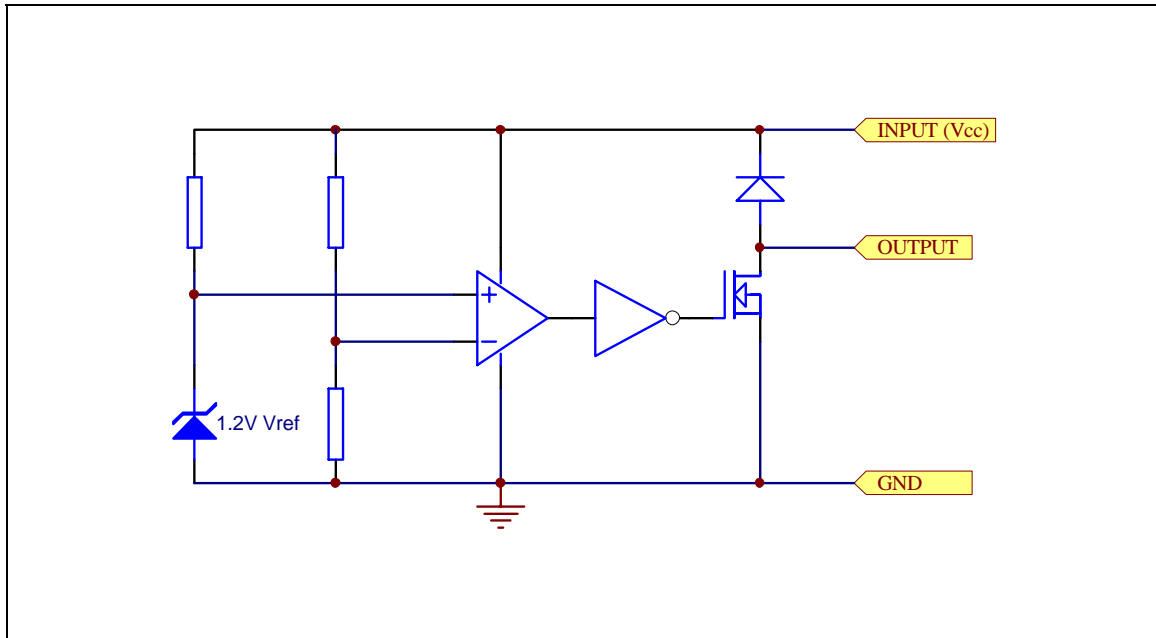 INPUT (Vcc)
OUTPUT
+
−
1.2V Vref
GND